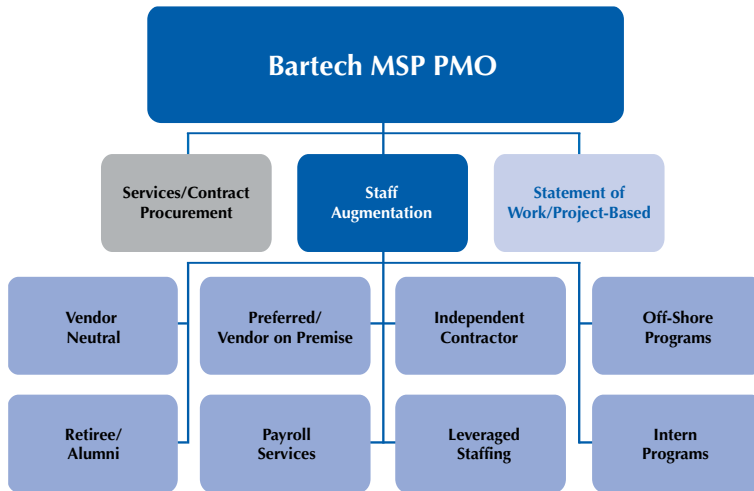 Bartech MSP PMO
Services/Contract
Procurement
Staff
Augmentation
Statement of
Work/Project-Based
Vendor
Neutral
Preferred/
Vendor on Premise
Independent
Contractor
Off-Shore
Programs
Retiree/
Alumni
Payroll
Services
Leveraged
Staffing
Intern
Programs